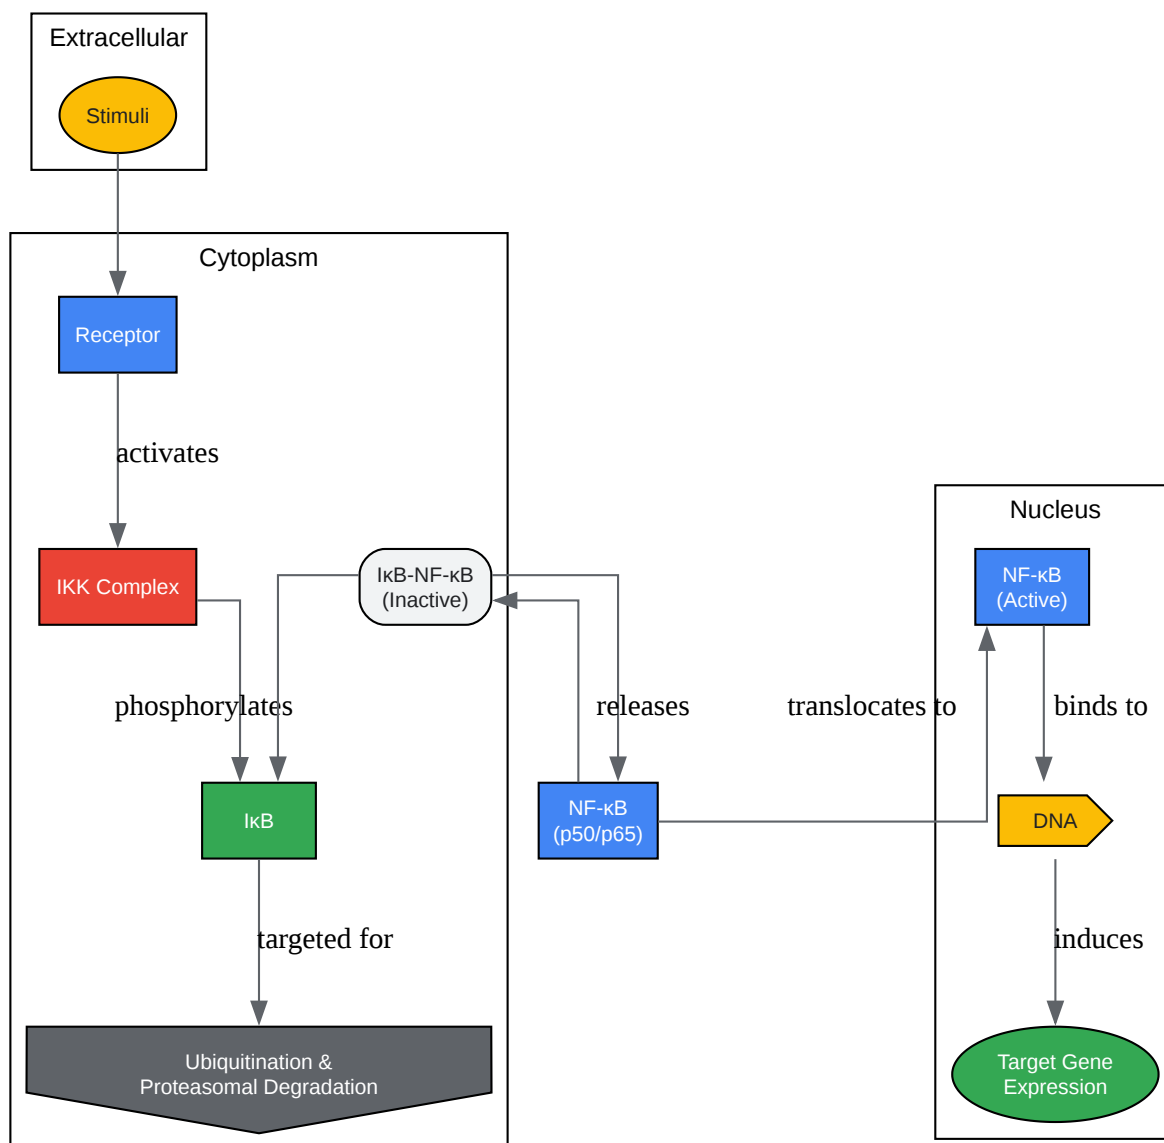 Extracellular
Stimuli
Cytoplasm
Receptor
activates
IKK Complex
IκB-NF-κB
(Inactive)
Nucleus
NF-κB
(Active)
phosphorylates
releases
translocates to
binds to
IκB
NF-κB
(p50/p65)
DNA
targeted for
induces
Ubiquitination &
Proteasomal Degradation
Target Gene
Expression